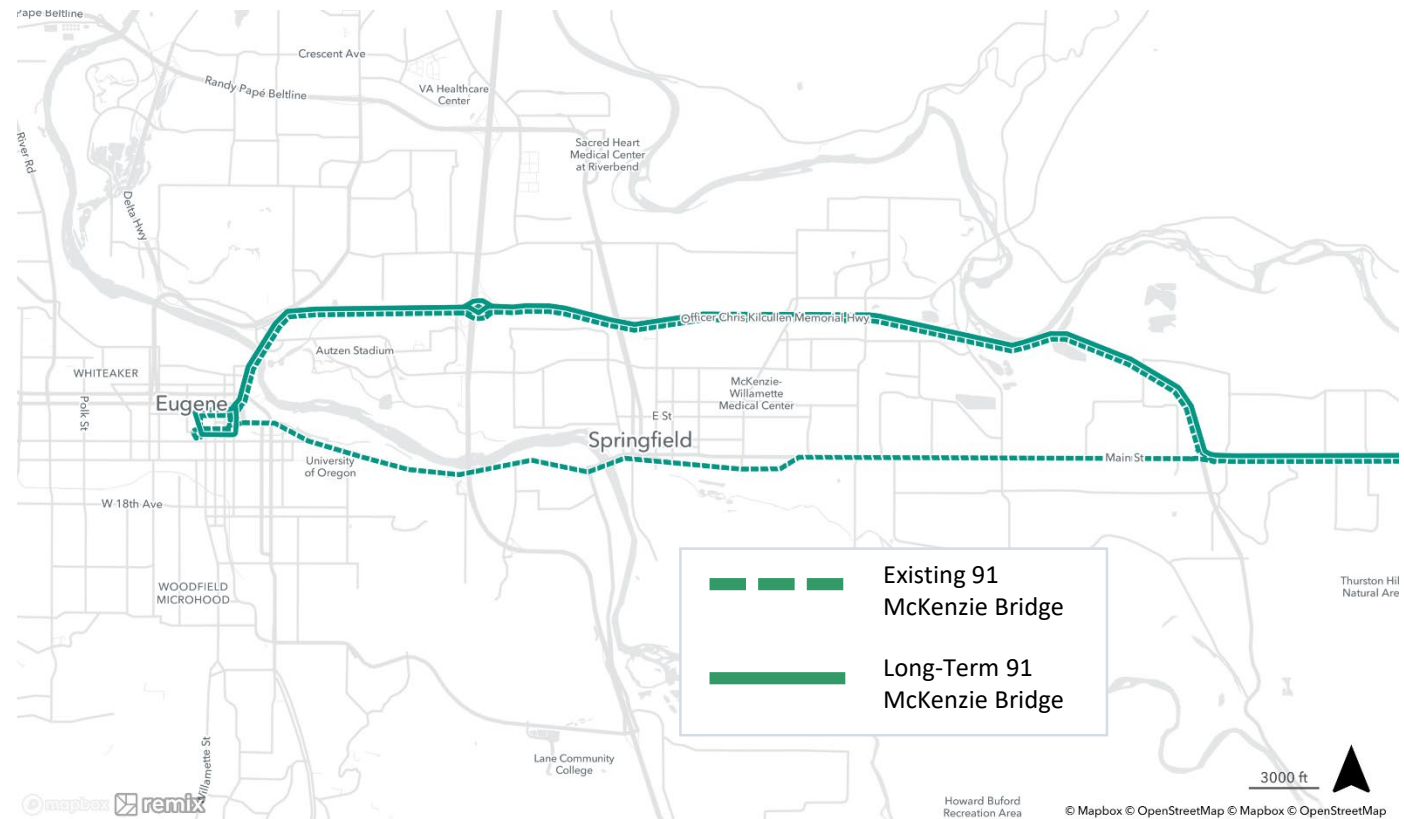 Pape Beltline
Crescent Ave
Randy Papé Beltline
VA Healthcare
Center
River Rd
Sacred Heart
Medical Center
at Riverbend
Delta Hwy
Officer Chris Kilcullen Memorial Hwy
Autzen Stadium
WHITEAKER
McKenzie-
Willamette
Medical Center
Polk St
Eugene
E St
Springfield
University
of Oregon
Main St
W 18th Ave
Existing 91
McKenzie Bridge
WOODFIELD
MICROHOOD
Thurston Hil
Natural Are
Long-Term 91
McKenzie Bridge
Willamette St
Lane Community
College
3000 ft
Howard Buford
Recreation Area
mapbox remix
© Mapbox © OpenStreetMap © Mapbox © OpenStreetMap